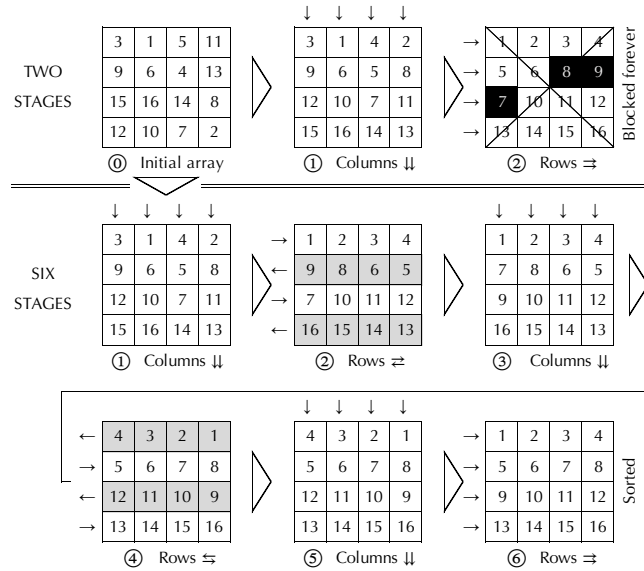 TWO
STAGES
3 1 5 11
9 6 4 13
15 16 14 8
12 10 7 2
⓪ Initial array
↓ ↓ ↓ ↓
3 1 4 2
9 6 5 8
12 10 7 11
15 16 14 13
① Columns ⇊
→ 1 2 3 4
→ 5 6 8 9
→ 7 10 11 12
→ 13 14 15 16
② Rows ⇉
Blocked forever
SIX
STAGES
↓ ↓ ↓ ↓
3 1 4 2
9 6 5 8
12 10 7 11
15 16 14 13
① Columns ⇊
→ 1 2 3 4
← 9 8 6 5
→ 7 10 11 12
← 16 15 14 13
② Rows ⇄
↓ ↓ ↓ ↓
1 2 3 4
7 8 6 5
9 10 11 12
16 15 14 13
③ Columns ⇊
← 4 3 2 1
→ 5 6 7 8
← 12 11 10 9
→ 13 14 15 16
④ Rows ⇆
↓ ↓ ↓ ↓
4 3 2 1
5 6 7 8
12 11 10 9
13 14 15 16
⑤ Columns ⇊
→ 1 2 3 4
→ 5 6 7 8
→ 9 10 11 12
→ 13 14 15 16
⑥ Rows ⇉
Sorted